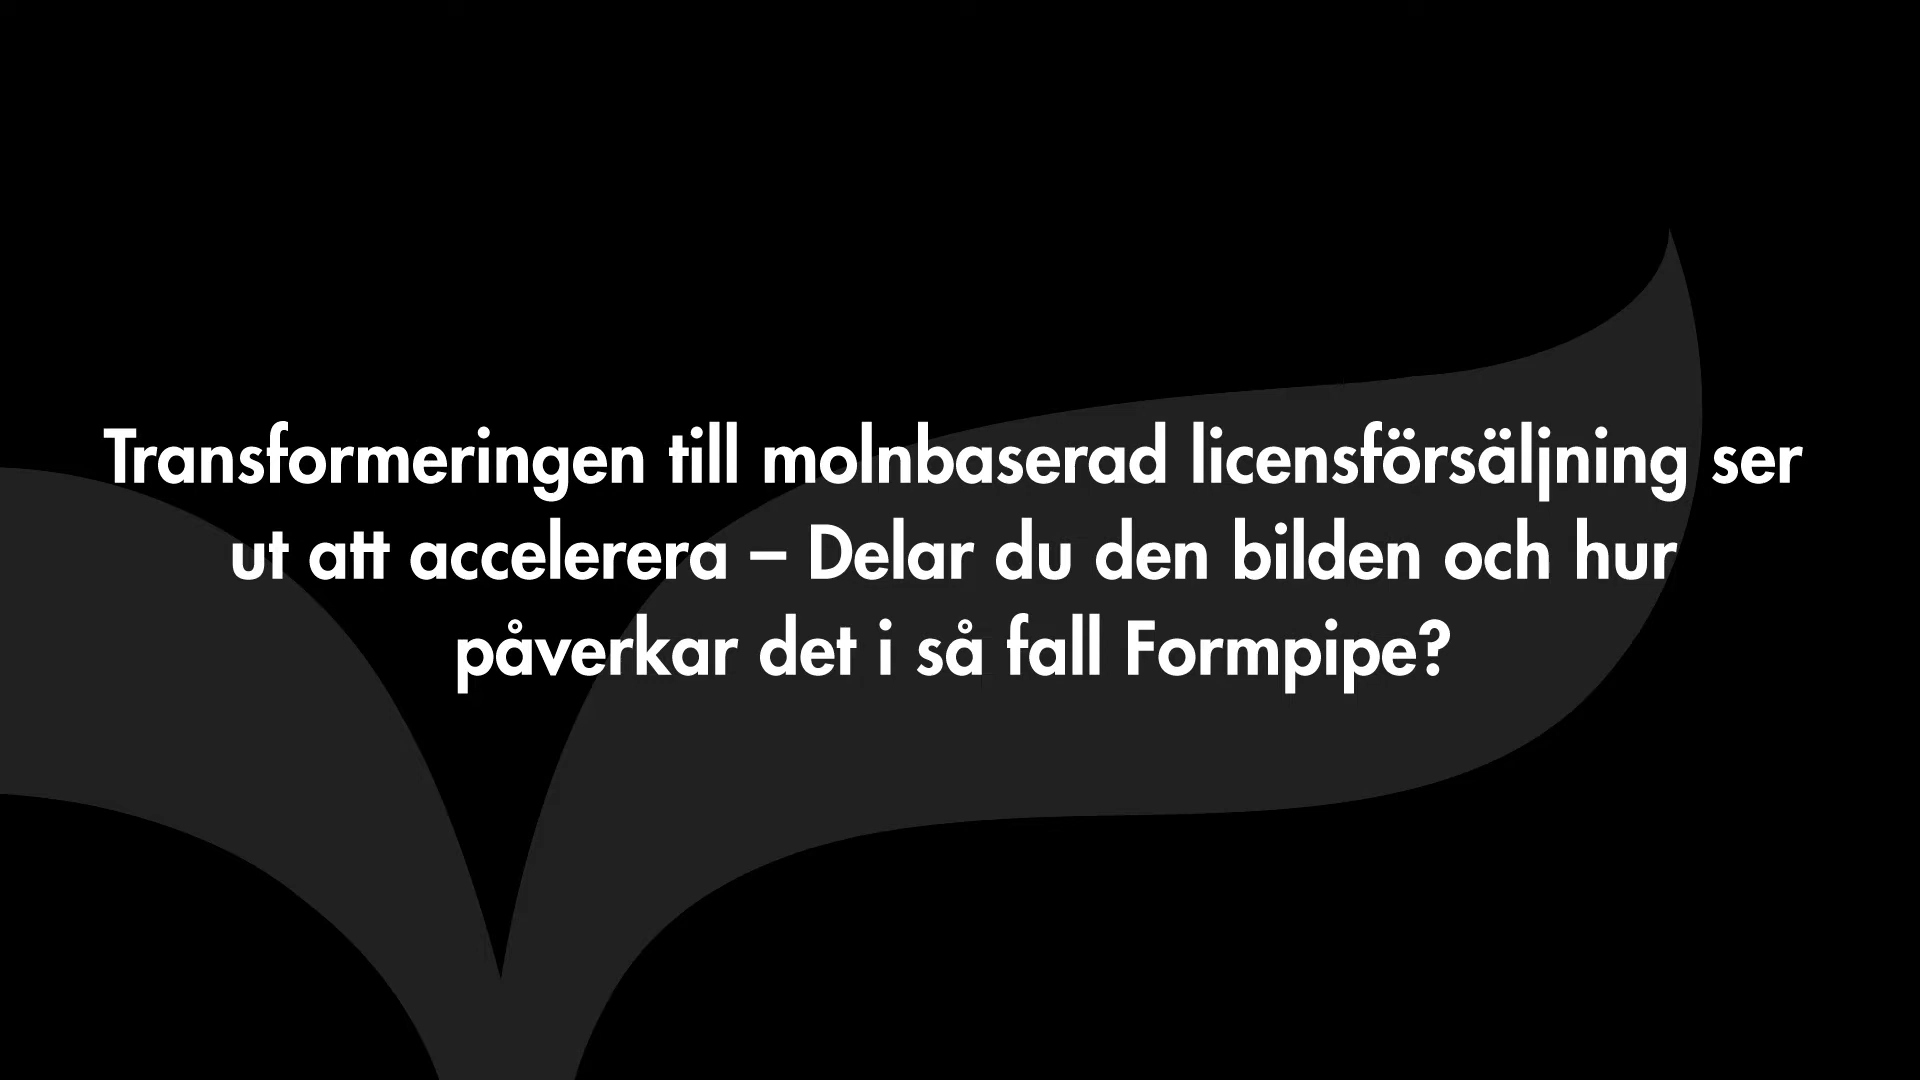 Transformeringen till molnbaserad licensförsäljning ser
ut att accelerera – Delar du den bilden och hur
påverkar det i så fall Formpipe?